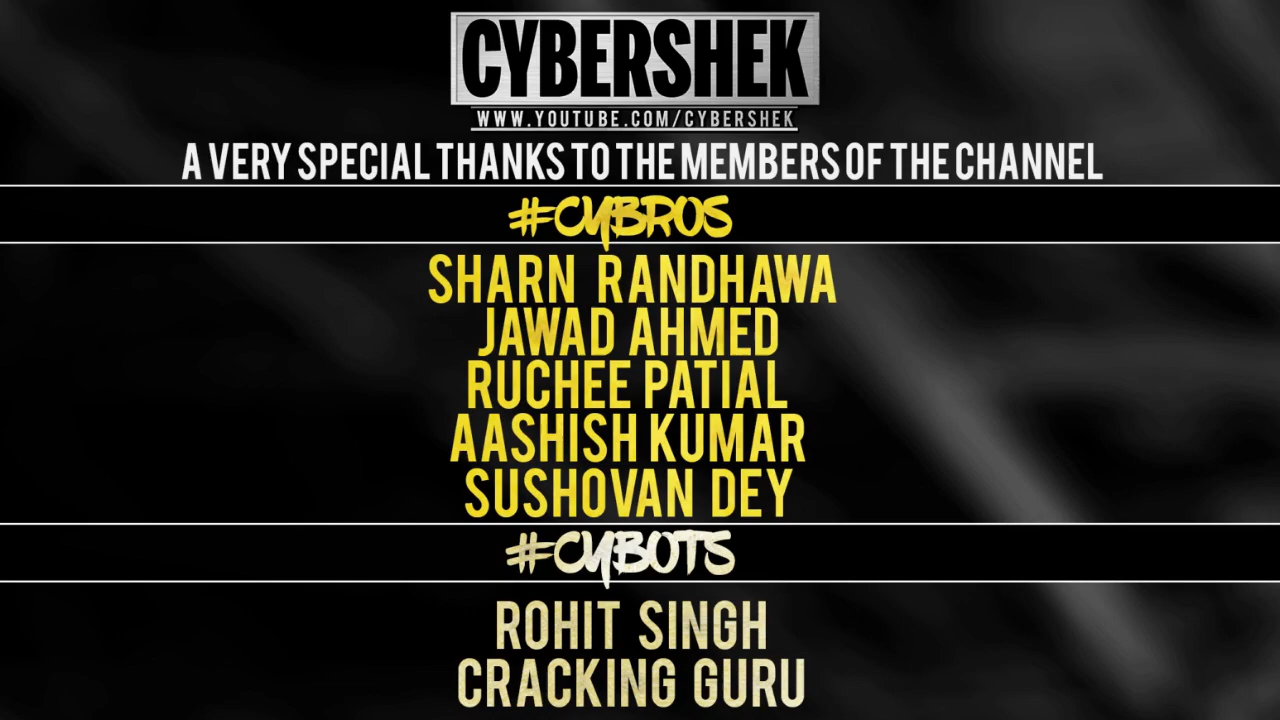 CYBERSHEK
WWW.YOUTUBE.COM/CYBERSHEK
A VERY SPECIAL THANKS TO THE MEMBERS OF THE CHANNEL
#CYBROS
SHARN RANDHAWA
JAWAD AHMED
RUCHEE PATIAL
AASHISH KUMAR
SUSHOVAN DEY
#CYBOTS
ROHIT SINGH
CRACKING GURU